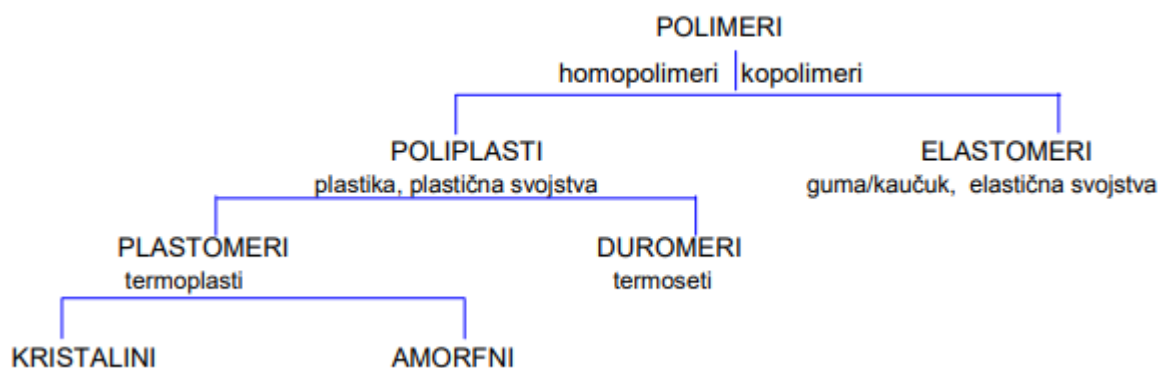 POLIMERI
homopolimeri kopolimeri
POLIPLASTI ELASTOMERI
plastika, plastična svojstva guma/kaučuk, elastična svojstva
PLASTOMERI DUROMERI
termoplasti termoseti
KRISTALINI AMORFNI